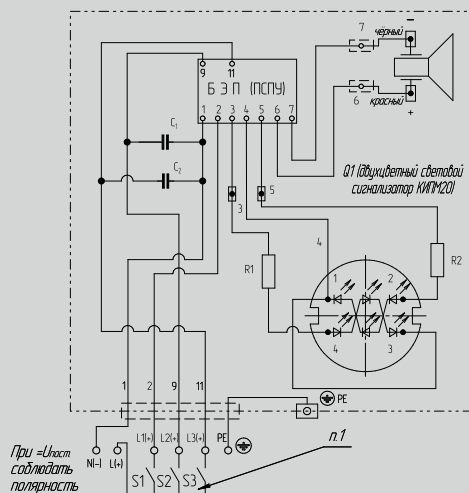 7
−
чёрный
9 11
Б Э П (ПСПУ)
1 2 3 4 5 6 7
6
красный
+
C1
C2
Q1 (двухцветный световой
сигнализатор КИПМ20)
3
5
4
R1
R2
1 2
4 3
1 2 9 11
PE
N(-) L(+) L1(+) L2(+) L3(+) PE
п.1
При =Uпост.
соблюдать
полярность
S1 S2 S3